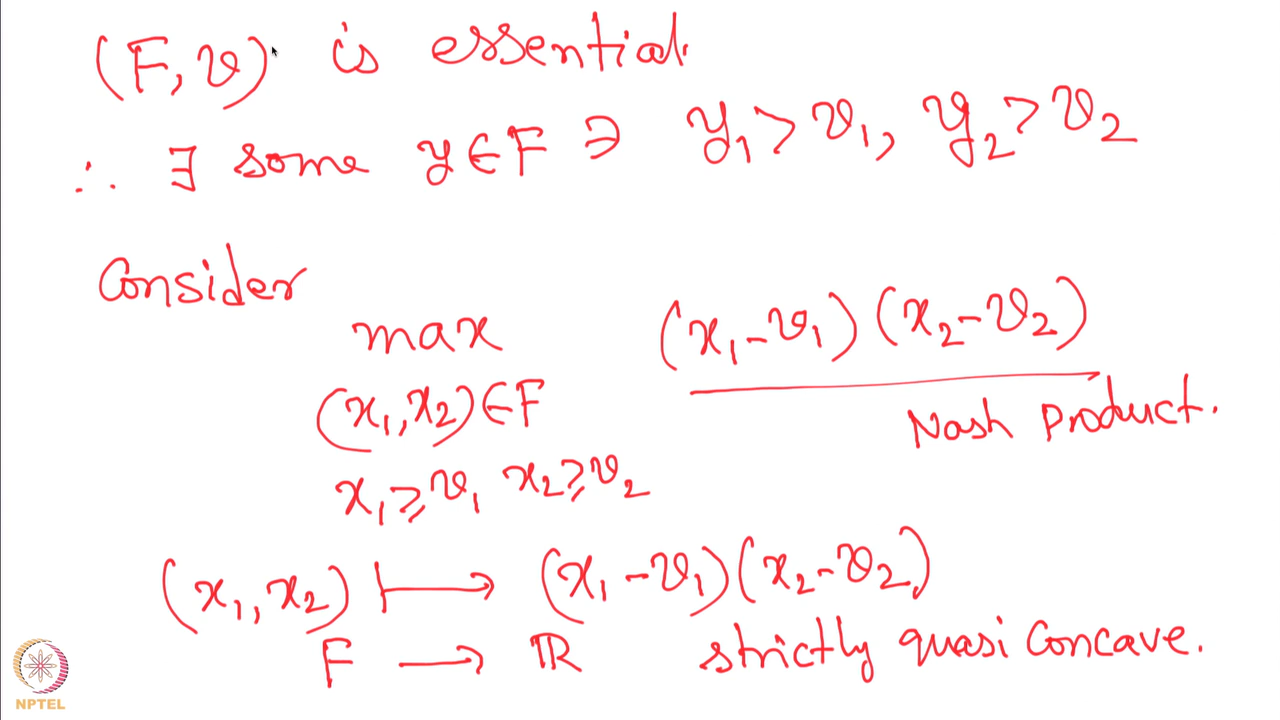 (F, v) is essential.
∴ ∃ some y ∈ F ∋ y₁ > v₁, y₂ > v₂
Consider
max (x₁ - v₁) (x₂ - v₂)
(x₁, x₂) ∈ F Nash Product.
x₁ ≥ v₁ x₂ ≥ v₂
(x₁, x₂) ⟼ (x₁ - v₁) (x₂ - v₂)
F ⟶ ℝ strictly quasi Concave.
NPTEL